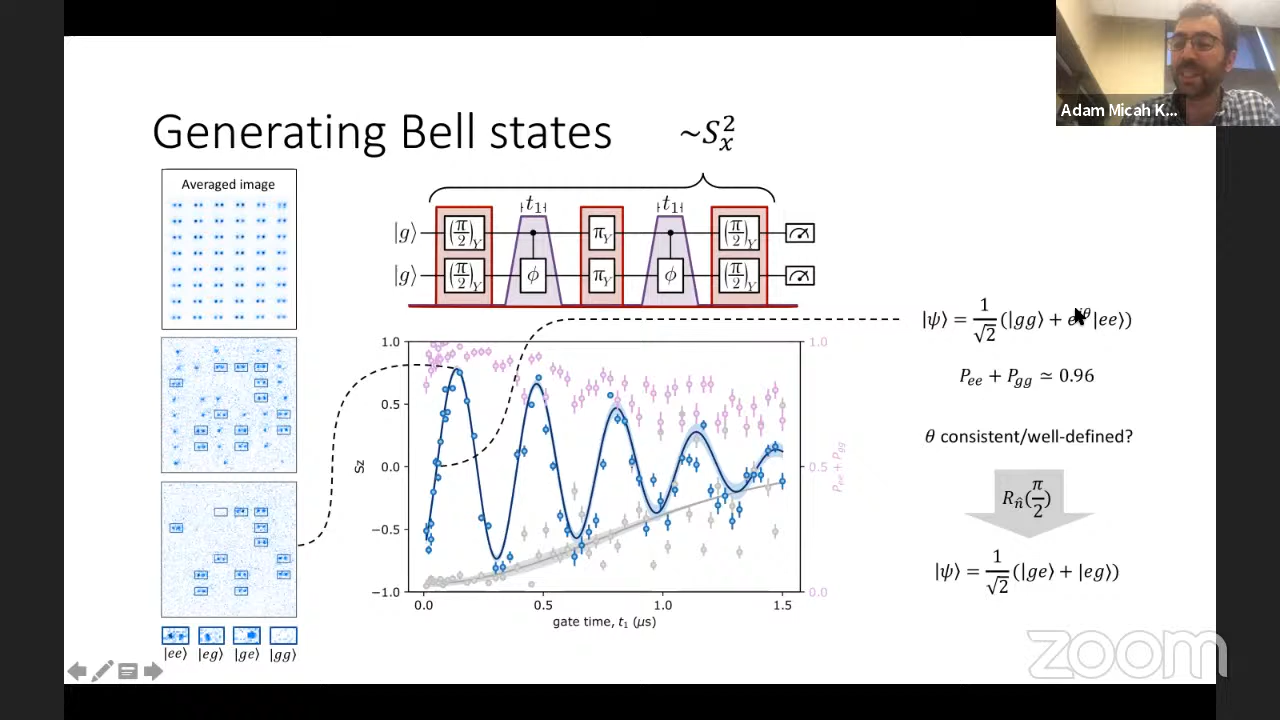 Adam Micah K...
Generating Bell states
~S_x^2
Averaged image
t_1 t_1
|g⟩ (π/2)_Y π_Y (π/2)_Y
|g⟩ (π/2)_Y ϕ π_Y ϕ (π/2)_Y
|ψ⟩ = 1/√2 (|gg⟩ + e^{iθ}|ee⟩)
P_ee + P_gg ≃ 0.96
θ consistent/well-defined?
R_n̂(π/2)
|ψ⟩ = 1/√2 (|ge⟩ + |eg⟩)
1.0
0.5
0.0
−0.5
−1.0
Sz
1.0
0.5
0.0
P_ee + P_gg
0.0 0.5 1.0 1.5
gate time, t_1 (μs)
|ee⟩ |eg⟩ |ge⟩ |gg⟩
zoom